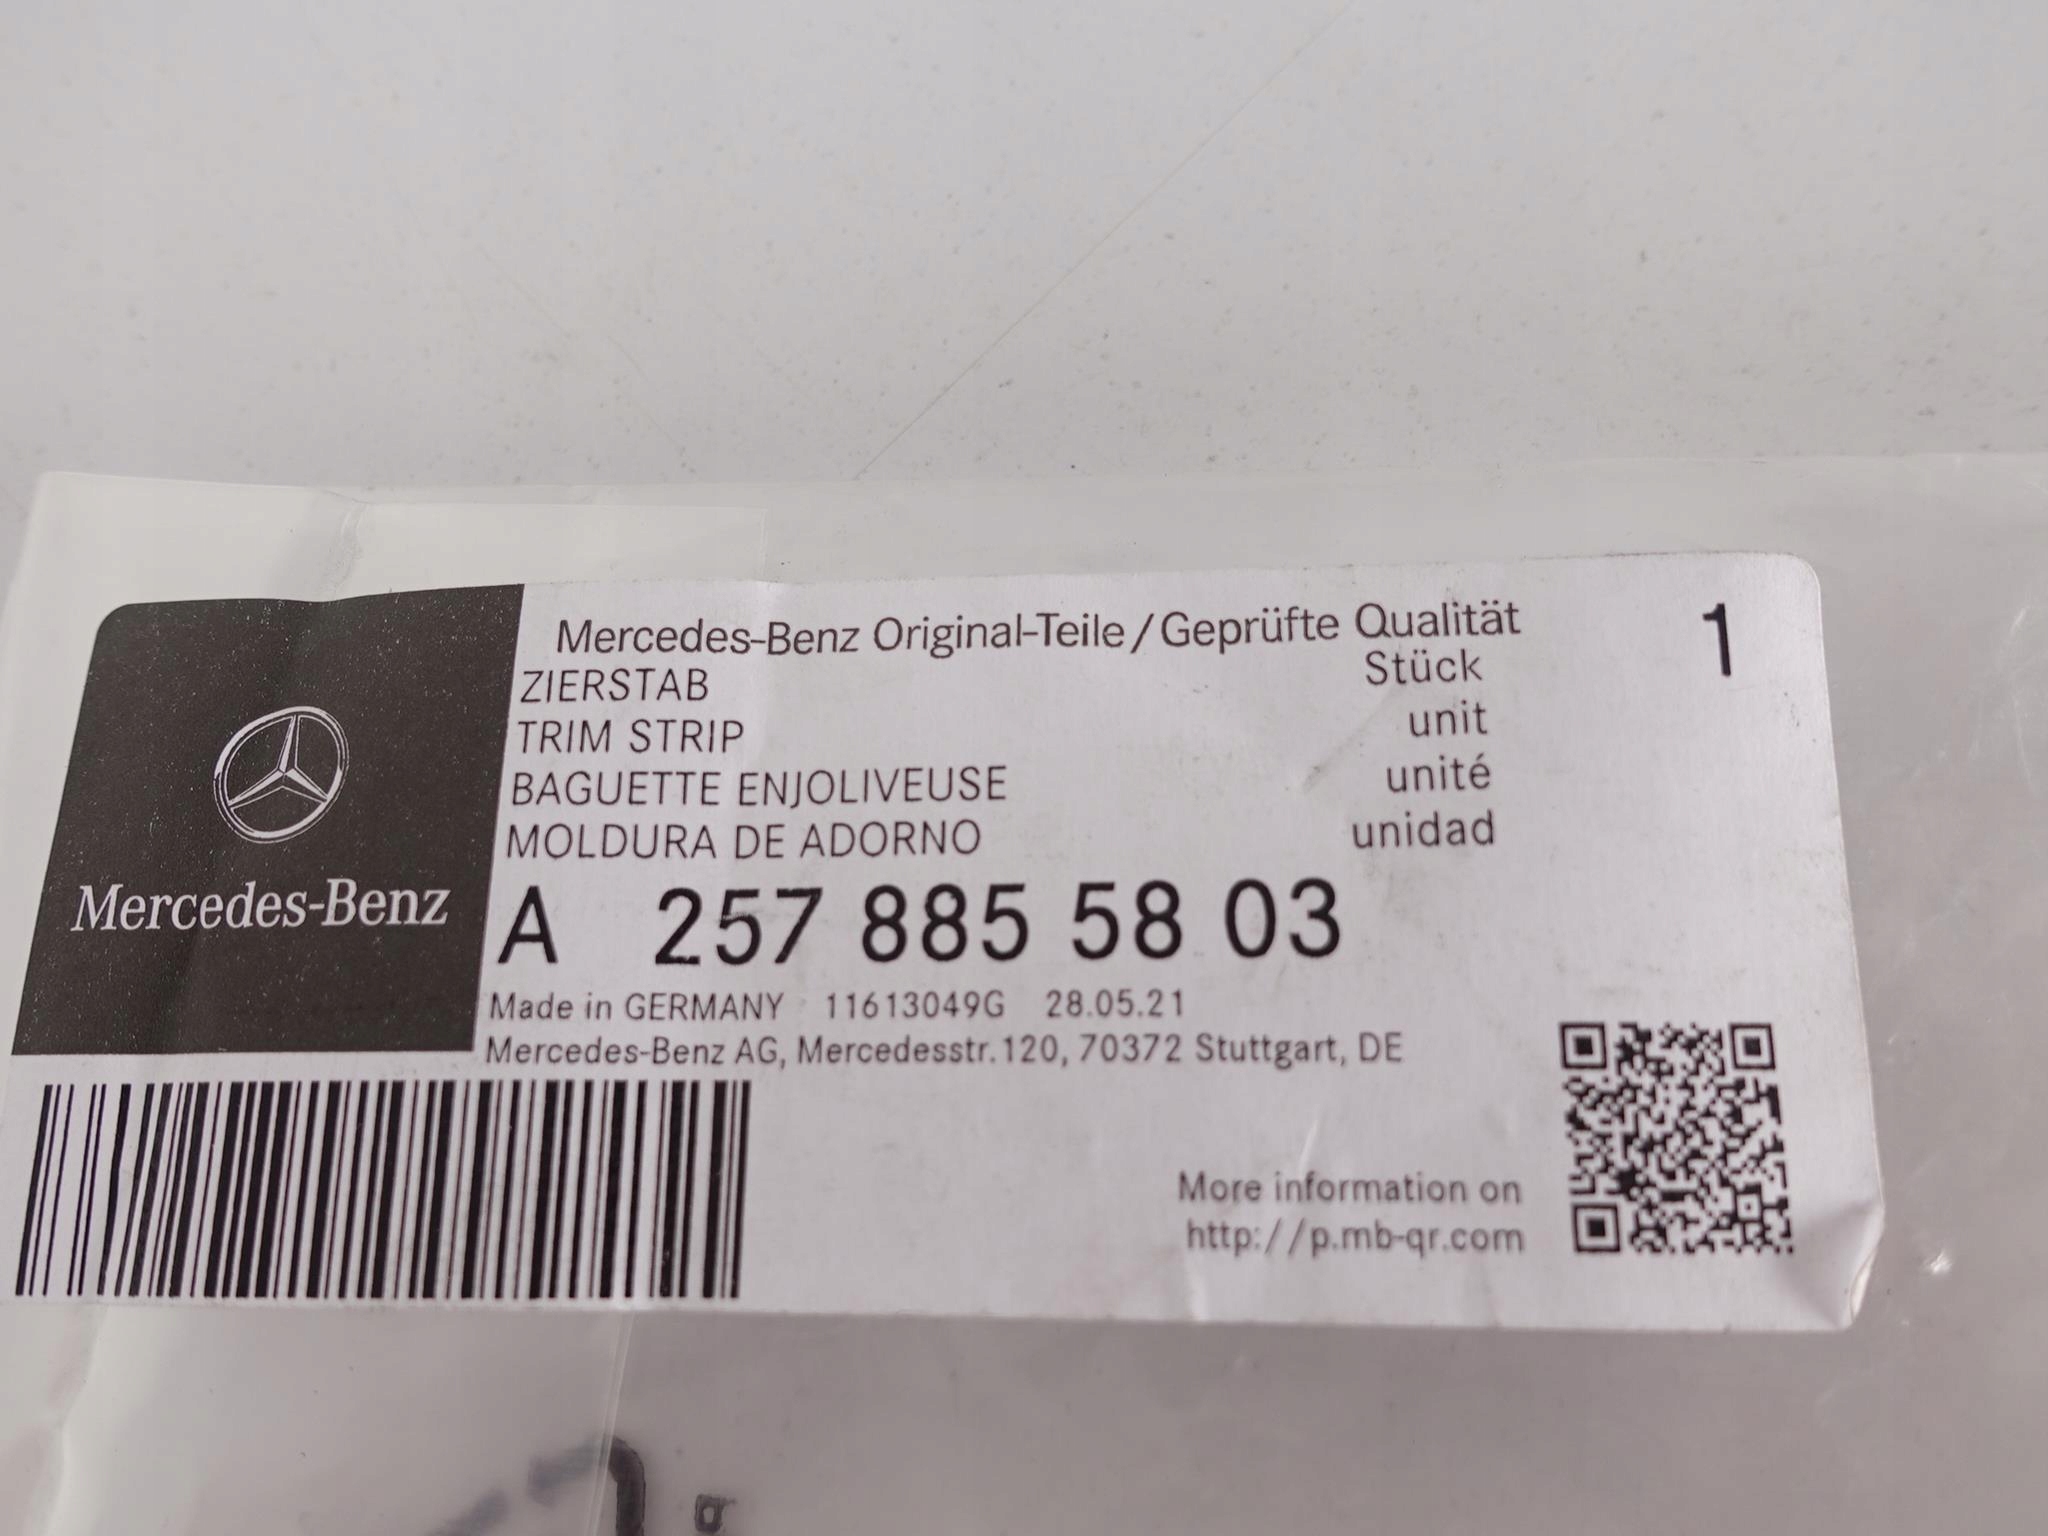 Mercedes-Benz Original-Teile/Geprüfte Qualität
ZIERSTAB Stück 1
TRIM STRIP unit
BAGUETTE ENJOLIVEUSE unité
MOLDURA DE ADORNO unidad
Mercedes-Benz
A 257 885 58 03
Made in GERMANY 11613049G 28.05.21
Mercedes-Benz AG, Mercedesstr.120, 70372 Stuttgart, DE
More information on
http://p.mb-qr.com